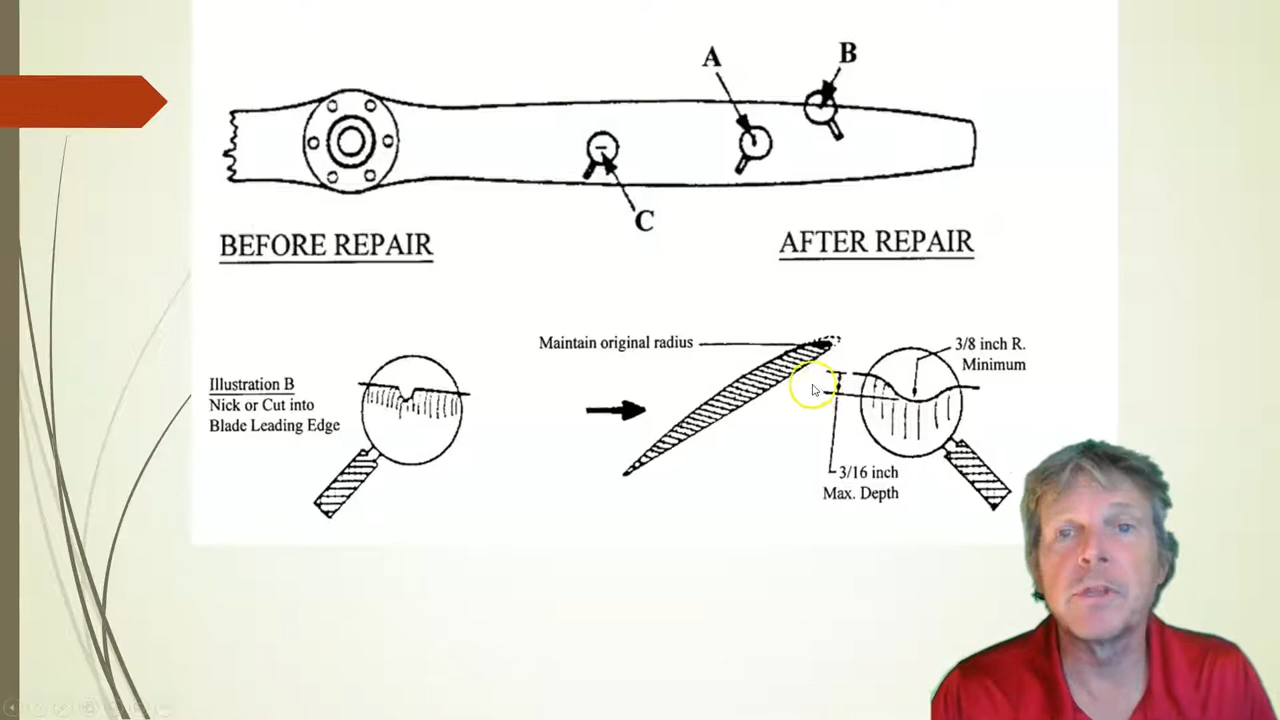 A
B
C
BEFORE REPAIR
AFTER REPAIR
Maintain original radius
3/8 inch R.
Minimum
Illustration B
Nick or Cut into
Blade Leading Edge
3/16 inch
Max. Depth